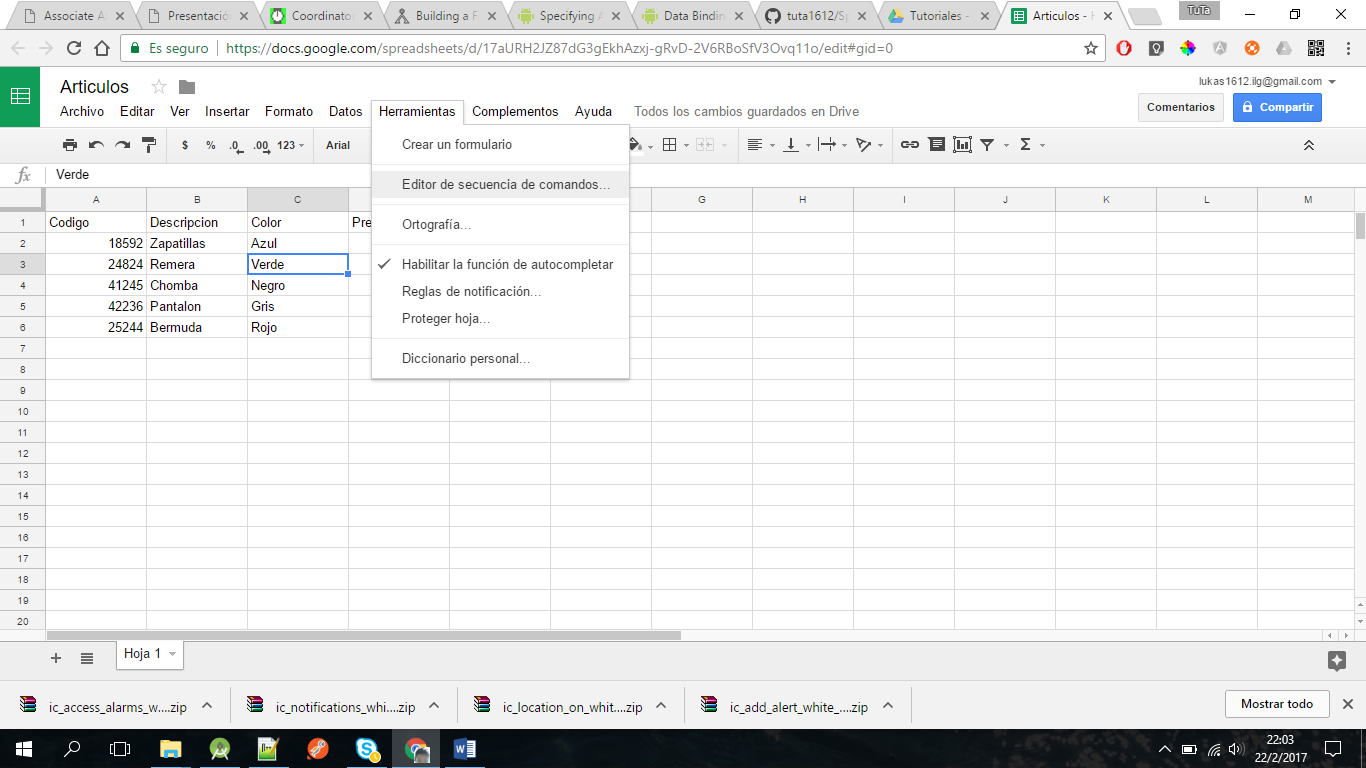 Associate A
Presentación
Coordinator
Building a F
Specifying A
Data Bindin
tuta1612/Sp
Tutoriales -
Articulos -
TuTa
Es seguro
https://docs.google.com/spreadsheets/d/17aURH2JZ87dG3gEkhAzxj-gRvD-2V6RBoSfV3Ovq11o/edit#gid=0
Articulos
lukas1612.ilg@gmail.com
Archivo Editar Ver Insertar Formato Datos Herramientas Complementos Ayuda Todos los cambios guardados en Drive
Comentarios
Compartir
$ % .0 .00 123 Arial
Crear un formulario
Editor de secuencia de comandos...
Ortografía...
Habilitar la función de autocompletar
Reglas de notificación...
Proteger hoja...
Diccionario personal...
fx Verde
A B C G H I J K L M
1 Codigo Descripcion Color Pre
2 18592 Zapatillas Azul
3 24824 Remera Verde
4 41245 Chomba Negro
5 42236 Pantalon Gris
6 25244 Bermuda Rojo
7
8
9
10
11
12
13
14
15
16
17
18
19
20
Hoja 1
ic_access_alarms_w....zip
ic_notifications_whi....zip
ic_location_on_whit....zip
ic_add_alert_white_....zip
Mostrar todo
22:03
22/2/2017